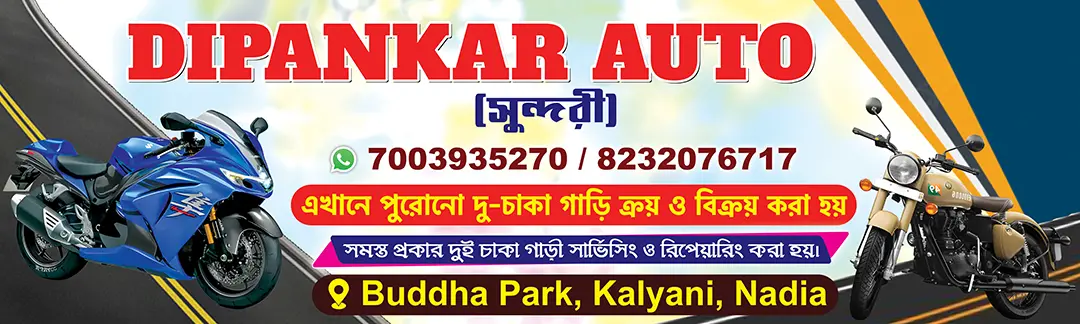 DIPANKAR AUTO
(সুন্দরী)
7003935270 / 8232076717
এখানে পুরোনো দু-চাকা গাড়ি ক্রয় ও বিক্রয় করা হয়
সমস্ত প্রকার দুই চাকা গাড়ী সার্ভিসিং ও রিপেয়ারিং করা হয়।
Buddha Park, Kalyani, Nadia